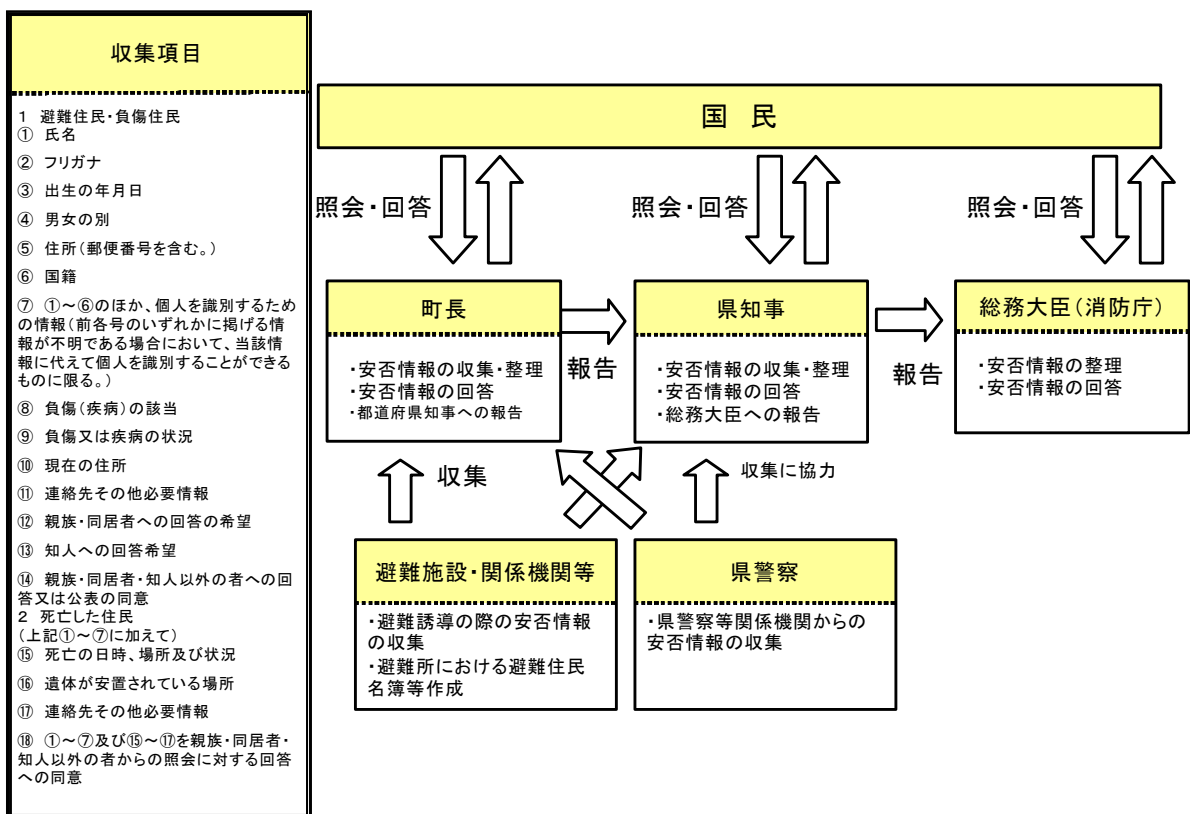 収集項目
1 避難住民・負傷住民
① 氏名
② フリガナ
③ 出生の年月日
④ 男女の別
⑤ 住所(郵便番号を含む。)
⑥ 国籍
⑦ ①～⑥のほか、個人を識別するため
の情報(前各号のいずれかに掲げる情
報が不明である場合において、当該情
報に代えて個人を識別することができる
ものに限る。)
⑧ 負傷(疾病)の該当
⑨ 負傷又は疾病の状況
⑩ 現在の住所
⑪ 連絡先その他必要情報
⑫ 親族・同居者への回答の希望
⑬ 知人への回答希望
⑭ 親族・同居者・知人以外の者への回
答又は公表の同意
2 死亡した住民
(上記①～⑦に加えて)
⑮ 死亡の日時、場所及び状況
⑯ 遺体が安置されている場所
⑰ 連絡先その他必要情報
⑱ ①～⑦及び⑮～⑰を親族・同居者・
知人以外の者からの照会に対する回答
への同意
国 民
照会・回答
照会・回答
照会・回答
町長
・安否情報の収集・整理
・安否情報の回答
・都道府県知事への報告
報告
県知事
・安否情報の収集・整理
・安否情報の回答
・総務大臣への報告
報告
総務大臣(消防庁)
・安否情報の整理
・安否情報の回答
収集
収集に協力
避難施設・関係機関等
・避難誘導の際の安否情報
の収集
・避難所における避難住民
名簿等作成
県警察
・県警察等関係機関からの
安否情報の収集